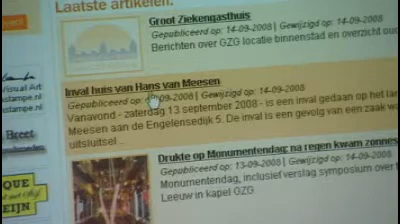 Laatste artikelen:
Groot Ziekengasthuis
Gepubliceerd op: 14-09-2008 | Gewijzigd op: 14-09-2008
Berichten over GZG locatie binnenstad en overzicht oud
Inval huis van Hans van Meesen
Gepubliceerd op: -09-2008 | Gewijzigd op: 14-09-2008
Vanavond - zaterdag 13 september 2008 - is een inval gedaan op het
Meesen aan de Engelensedijk 5. De inval is een gevolg van een zaak
uitsluitsel ...
Visual Art
stampe.nl
stampe.nl
Breet
Drukte op Monumentendag: na regen kwam zonnes
Gepubliceerd op: 13-09-2008 | Gewijzigd op: 14-09-2008
Monumentendag, inclusief verslag symposium over
Leeuw in kapel GZG.
QUE
EIJN